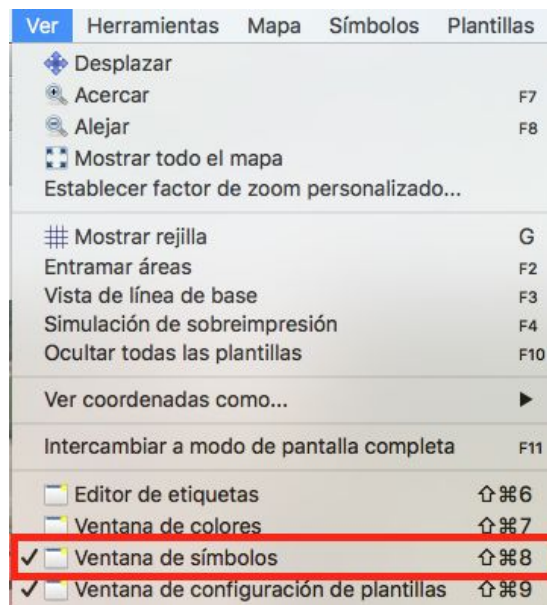 Ver Herramientas Mapa Símbolos Plantillas
Desplazar
Acercar F7
Alejar F8
Mostrar todo el mapa
Establecer factor de zoom personalizado...
Mostrar rejilla G
Entramar áreas F2
Vista de línea de base F3
Simulación de sobreimpresión F4
Ocultar todas las plantillas F10
Ver coordenadas como... ▶
Intercambiar a modo de pantalla completa F11
Editor de etiquetas ⇧⌘6
Ventana de colores ⇧⌘7
✓ Ventana de símbolos ⇧⌘8
✓ Ventana de configuración de plantillas ⇧⌘9